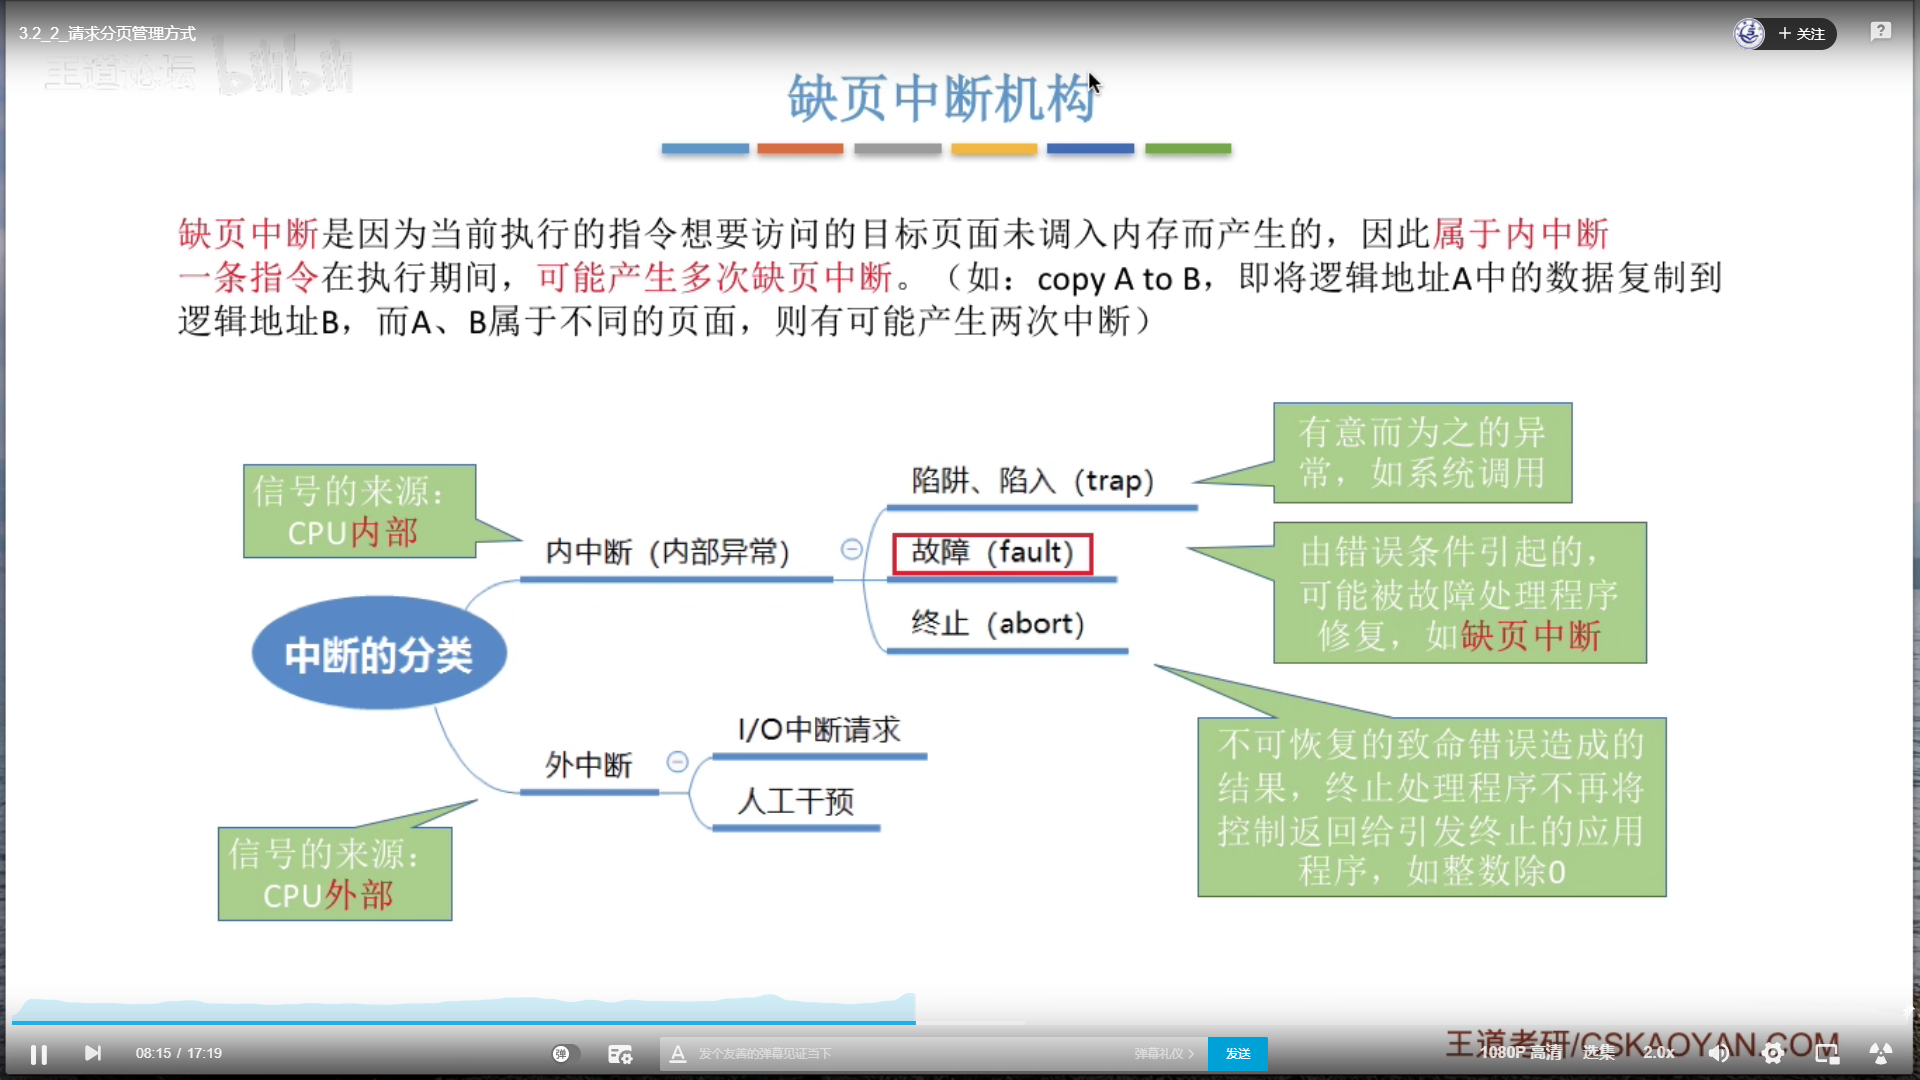 3.2_2_请求分页管理方式
+ 关注
王道论坛 bilibili
缺页中断机构
缺页中断是因为当前执行的指令想要访问的目标页面未调入内存而产生的，因此属于内中断
一条指令在执行期间，可能产生多次缺页中断。（如：copy A to B，即将逻辑地址A中的数据复制到
逻辑地址B，而A、B属于不同的页面，则有可能产生两次中断）
有意而为之的异
常，如系统调用
信号的来源：
CPU内部
陷阱、陷入（trap）
内中断（内部异常）
故障（fault）
由错误条件引起的，
可能被故障处理程序
修复，如缺页中断
终止（abort）
中断的分类
不可恢复的致命错误造成的
结果，终止处理程序不再将
控制返回给引发终止的应用
程序，如整数除0
I/O中断请求
外中断
人工干预
信号的来源：
CPU外部
王道考研/CSKAOYAN.COM
08:15 / 17:19
弹
发个友善的弹幕见证当下
弹幕礼仪 >
发送
1080P 高清
选集
2.0x